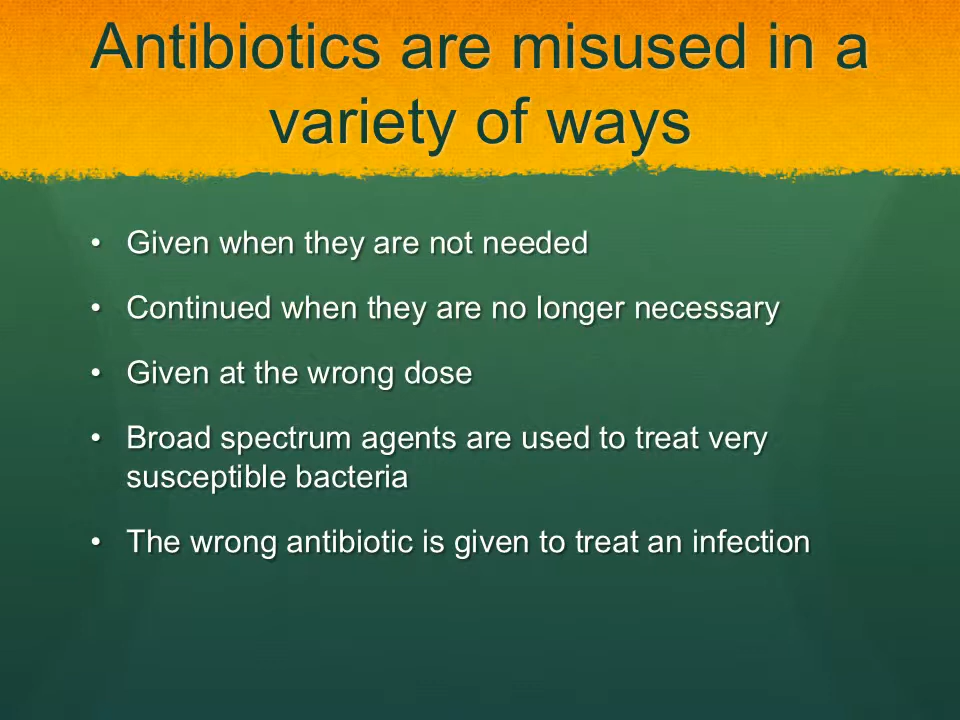 Antibiotics are misused in a
variety of ways
• Given when they are not needed
• Continued when they are no longer necessary
• Given at the wrong dose
• Broad spectrum agents are used to treat very
susceptible bacteria
• The wrong antibiotic is given to treat an infection